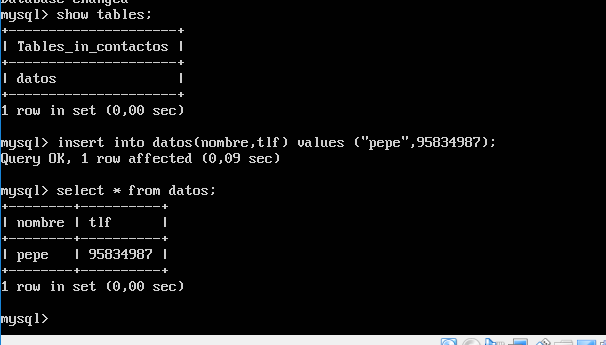 Database changed
mysql> show tables;
+---------------------+
| Tables_in_contactos |
+---------------------+
| datos               |
+---------------------+
1 row in set (0,00 sec)
mysql> insert into datos(nombre,tlf) values ("pepe",95834987);
Query OK, 1 row affected (0,09 sec)
mysql> select * from datos;
+--------+----------+
| nombre | tlf      |
+--------+----------+
| pepe   | 95834987 |
+--------+----------+
1 row in set (0,00 sec)
mysql>